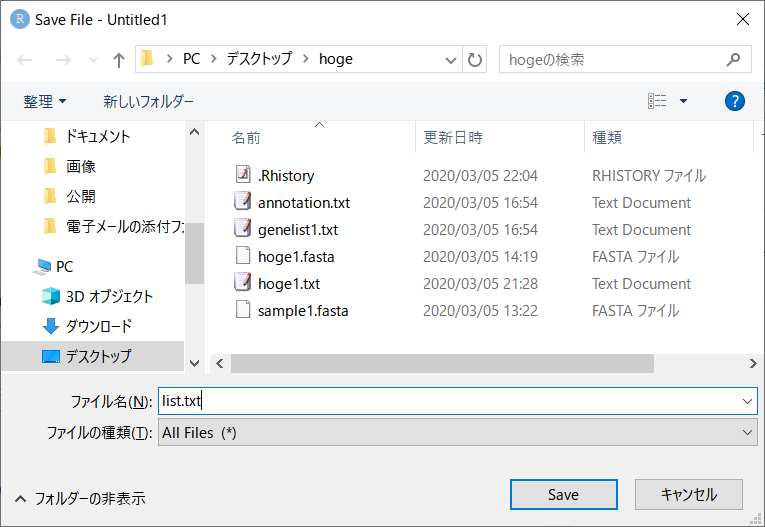 R Save File - Untitled1
PC デスクトップ hoge hogeの検索
整理 新しいフォルダー ?
ドキュメント
画像
公開
電子メールの添付フ
PC
3D オブジェクト
ダウンロード
デスクトップ
名前 更新日時 種類
.Rhistory 2020/03/05 22:04 RHISTORY ファイル
annotation.txt 2020/03/05 16:54 Text Document
genelist1.txt 2020/03/05 16:54 Text Document
hoge1.fasta 2020/03/05 14:19 FASTA ファイル
hoge1.txt 2020/03/05 21:28 Text Document
sample1.fasta 2020/03/05 13:22 FASTA ファイル
ファイル名(N): list.txt
ファイルの種類(T): All Files (*)
フォルダーの非表示 Save キャンセル